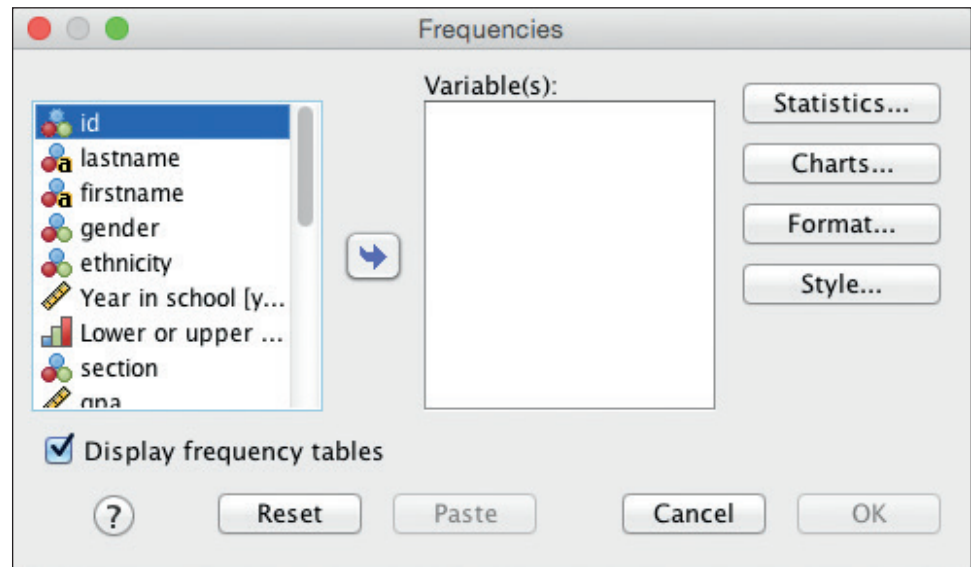 Frequencies
Variable(s):
id
lastname
firstname
gender
ethnicity
Year in school [y...
Lower or upper ...
section
gpa
Statistics...
Charts...
Format...
Style...
Display frequency tables
?
Reset
Paste
Cancel
OK